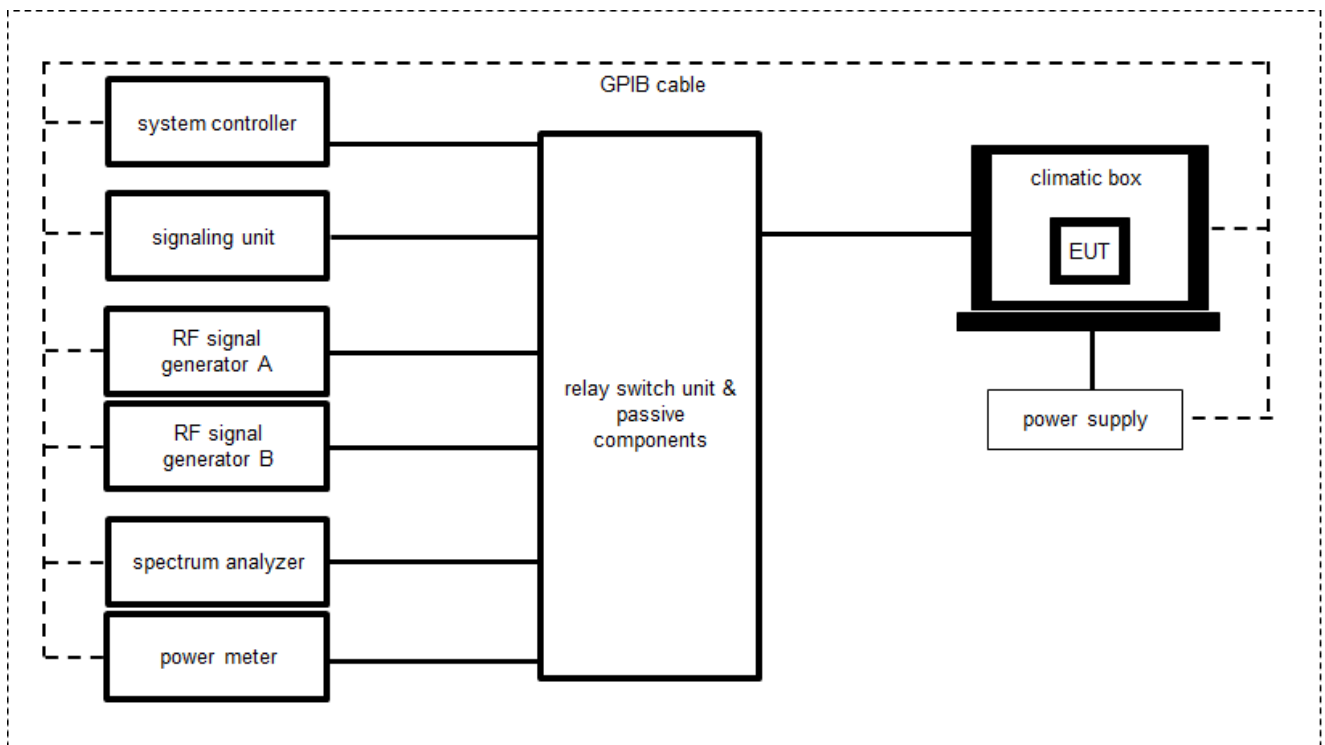 GPIB cable
system controller
signaling unit
RF signal
generator A
RF signal
generator B
spectrum analyzer
power meter
relay switch unit &
passive
components
climatic box
EUT
power supply